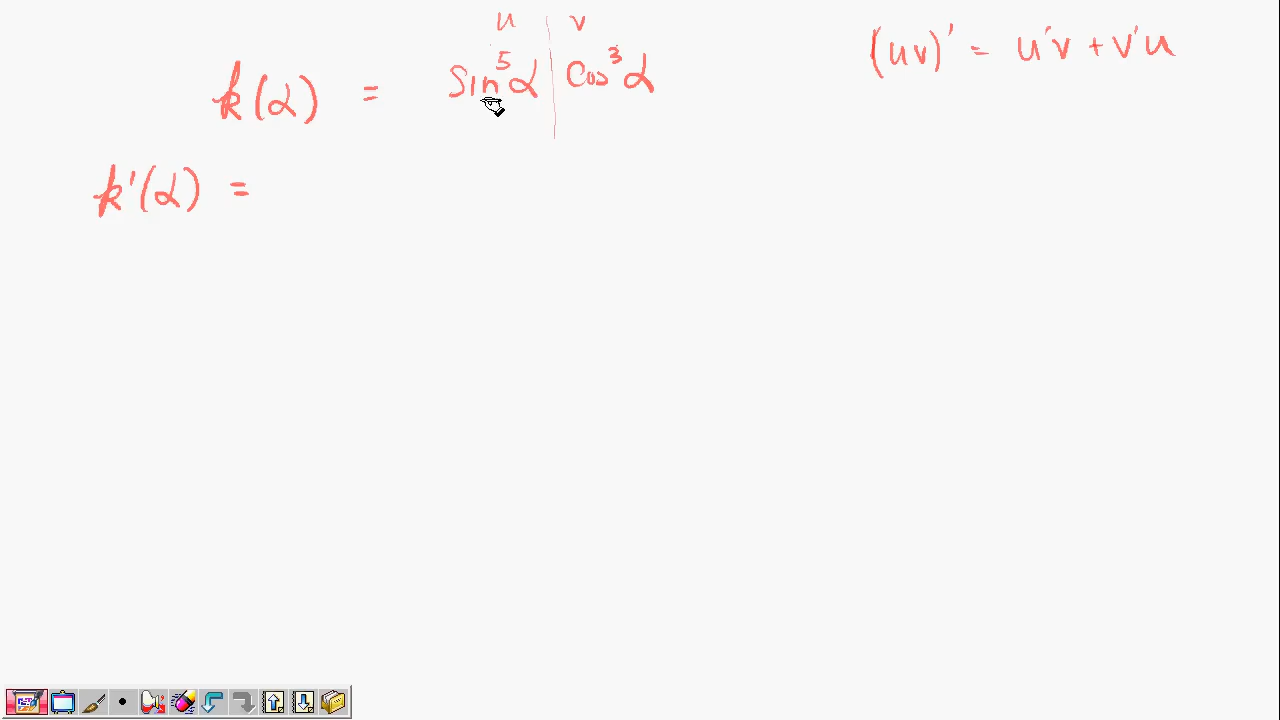 u | v
k(α) = Sin⁵α | Cos³α
(uv)' = u'v + v'u
k'(α) =